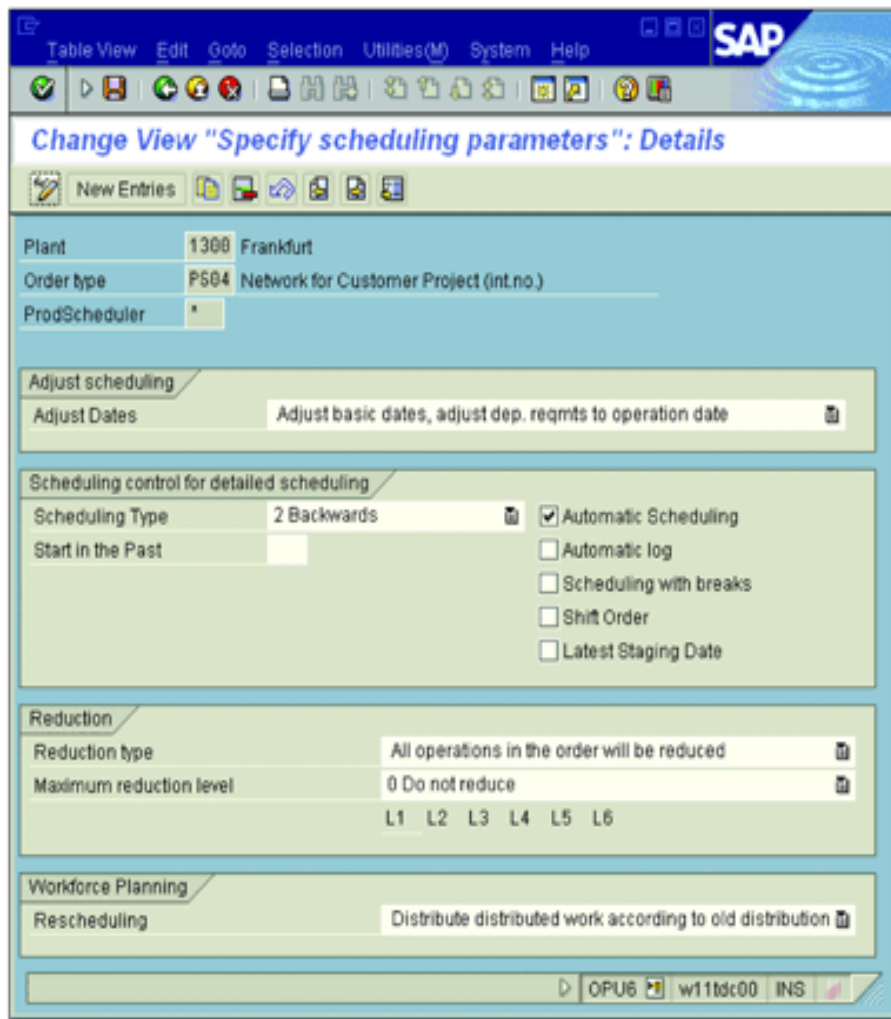 Table View Edit Goto Selection Utilities(M) System Help
SAP
Change View "Specify scheduling parameters": Details
New Entries
Plant 1300 Frankfurt
Order type PS04 Network for Customer Project (int.no.)
ProdScheduler *
Adjust scheduling
Adjust Dates Adjust basic dates, adjust dep. reqmts to operation date
Scheduling control for detailed scheduling
Scheduling Type 2 Backwards Automatic Scheduling
Start in the Past Automatic log
Scheduling with breaks
Shift Order
Latest Staging Date
Reduction
Reduction type All operations in the order will be reduced
Maximum reduction level 0 Do not reduce
L1 L2 L3 L4 L5 L6
Workforce Planning
Rescheduling Distribute distributed work according to old distribution
OPU6 w11tdc00 INS